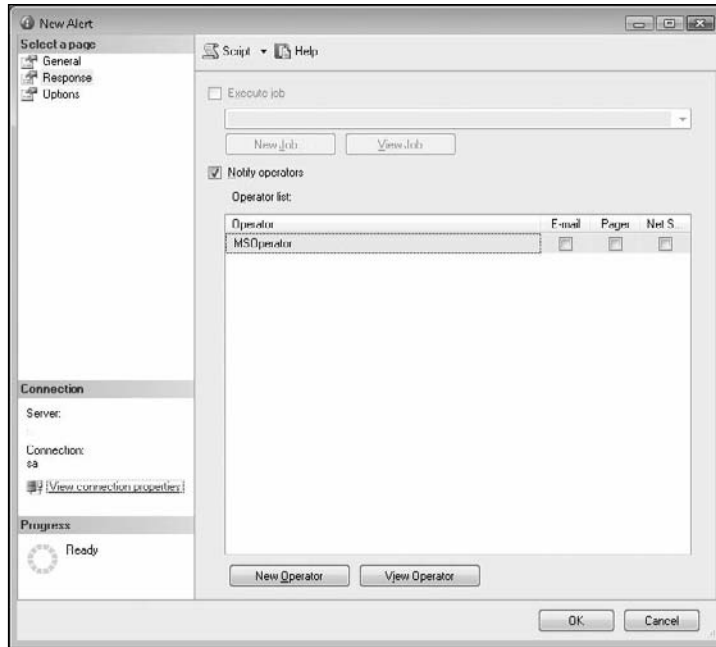 New Alert
Select a page
General
Response
Options
Script Help
Execute job
New Job View Job
Notify operators
Operator list:
Operator E-mail Pager Net S...
MSOperator
Connection
Server:
.
Connection:
sa
View connection properties
Progress
Ready
New Operator View Operator
OK Cancel